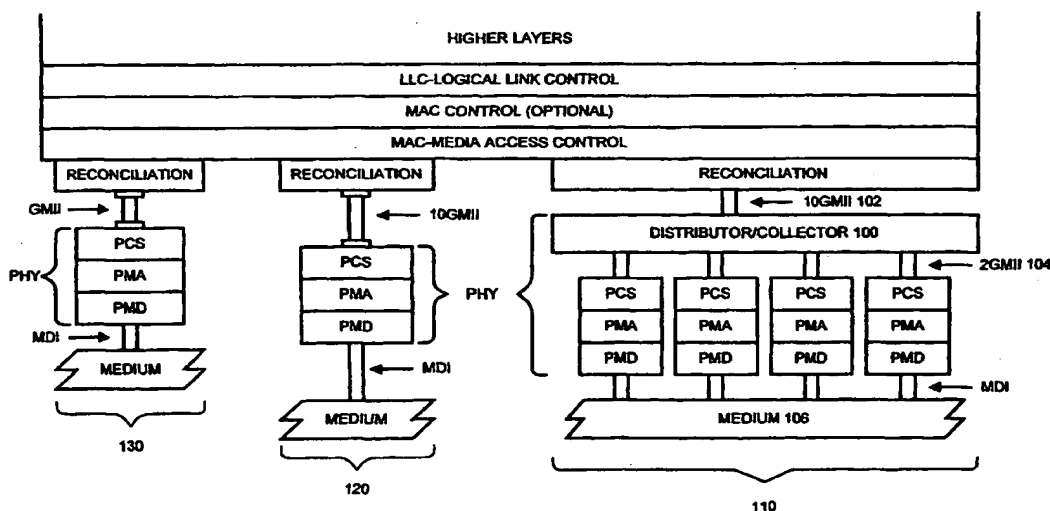 HIGHER LAYERS
LLC-LOGICAL LINK CONTROL
MAC CONTROL (OPTIONAL)
MAC-MEDIA ACCESS CONTROL
RECONCILIATION
GMII
PCS
PMA
PMD
PHY
MDI
MEDIUM
130
RECONCILIATION
10GMII
PCS
PMA
PMD
PHY
MDI
MEDIUM
120
RECONCILIATION
10GMII 102
DISTRIBUTOR/COLLECTOR 100
2GMII 104
PCS PCS PCS PCS
PMA PMA PMA PMA
PMD PMD PMD PMD
MDI
MEDIUM 106
110